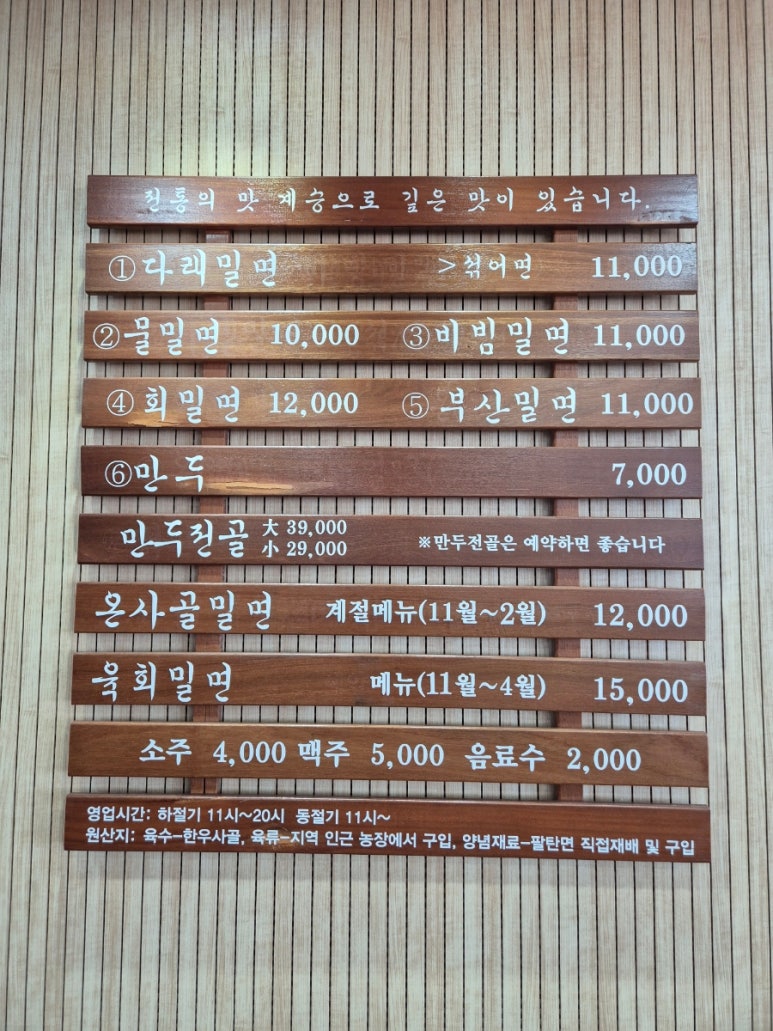 전통의 맛 계승으로 깊은 맛이 있습니다.
①다래밀면 >섞어면 11,000
②물밀면 10,000 ③비빔밀면 11,000
④회밀면 12,000 ⑤부산밀면 11,000
⑥만두 7,000
만두전골 大 39,000
小 29,000 ※만두전골은 예약하면 좋습니다
온사골밀면 계절메뉴(11월~2월) 12,000
육회밀면 메뉴(11월~4월) 15,000
소주 4,000 맥주 5,000 음료수 2,000
영업시간: 하절기 11시~20시 동절기 11시~
원산지: 육수-한우사골, 육류-지역 인근 농장에서 구입, 양념재료-팔탄면 직접재배 및 구입